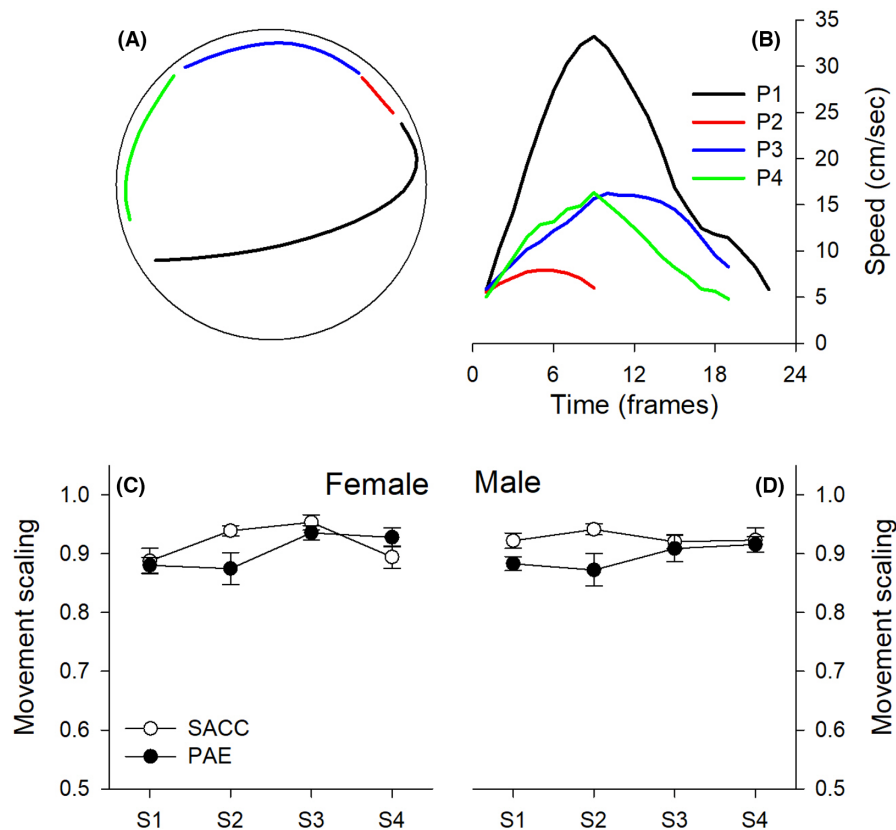 (A)
(B)
35
30
25
20
15
10
5
0
Speed (cm/sec)
P1
P2
P3
P4
0 6 12 18 24
Time (frames)
(C) Female
1.0
0.9
0.8
0.7
0.6
0.5
Movement scaling
SACC
PAE
S1 S2 S3 S4
Male (D)
1.0
0.9
0.8
0.7
0.6
0.5
Movement scaling
S1 S2 S3 S4